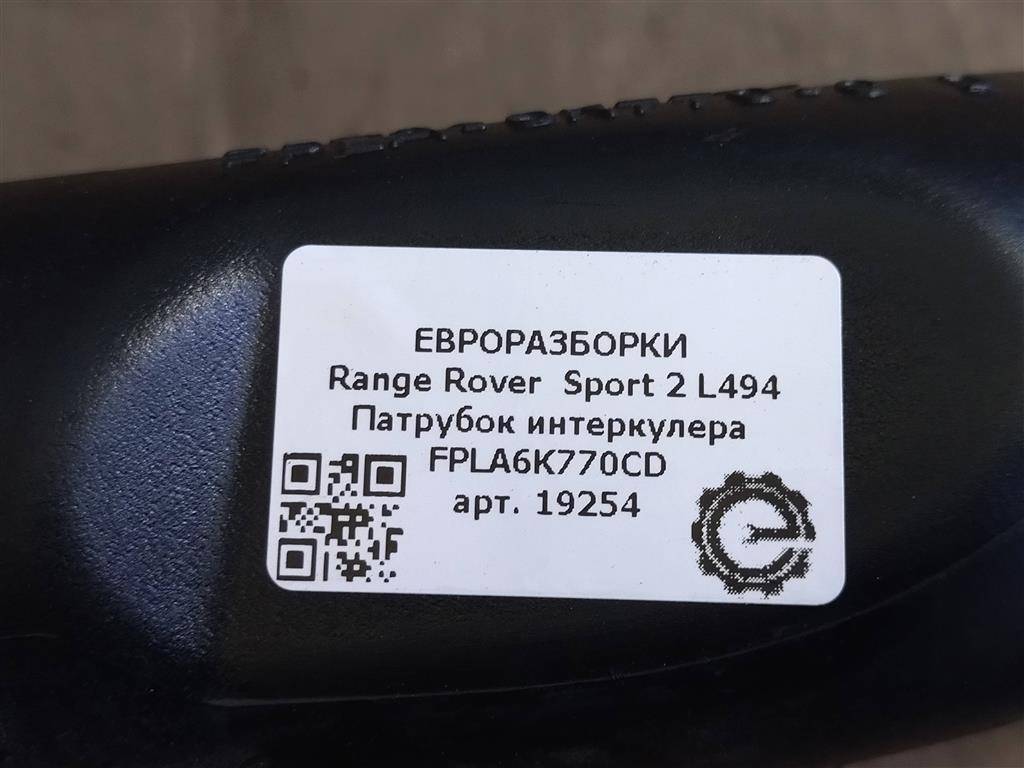 ЕВРОРАЗБОРКИ
Range Rover  Sport 2 L494
Патрубок интеркулера
FPLA6K770CD
арт. 19254